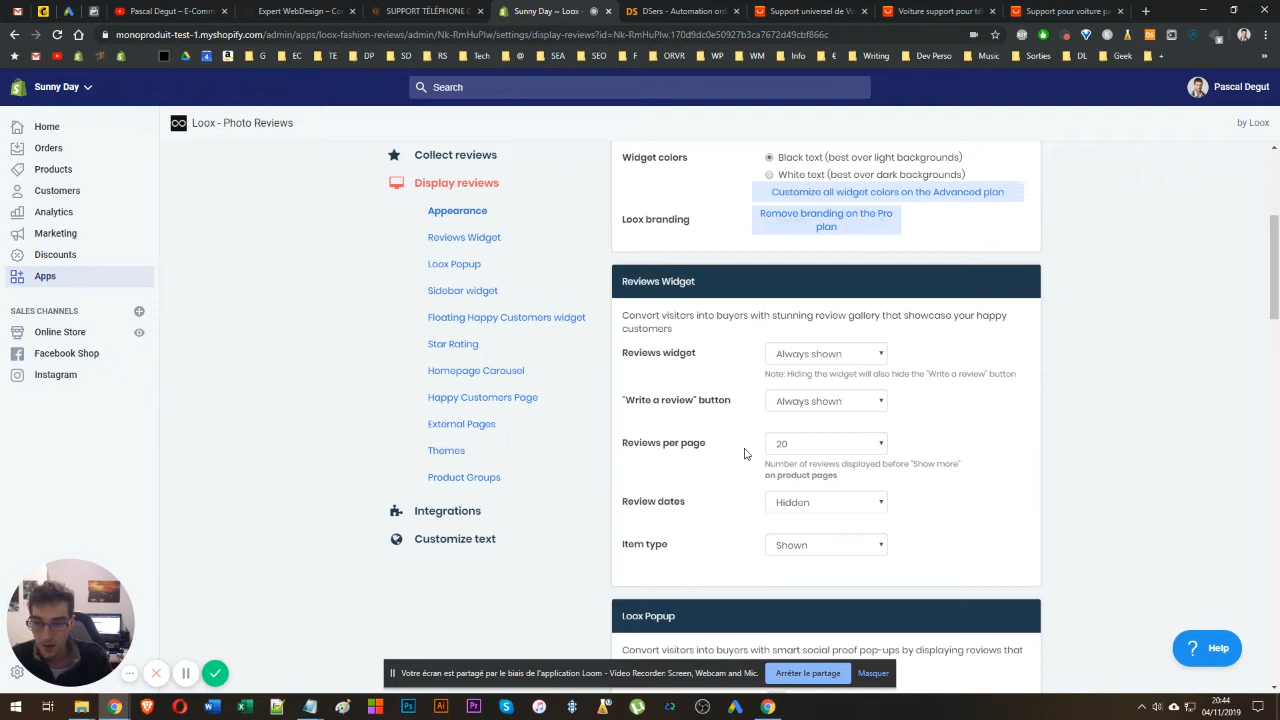 Pascal Degut – E-Comm
Expert WebDesign – Co
SUPPORT TÉLÉPHONE C
Sunny Day ~ Loox
DSers - Automation on
Support universel de Vo
Voiture support de télé
Support pour voiture po
monoproduit-test-1.myshopify.com/admin/apps/loox-fashion-reviews/admin/Nk-RmHuPlw/settings/display-reviews?id=Nk-RmHuPlw.170d9dc0e50927b3ca7672d49cbf866c
G EC TE SD RS Tech @ SEA SEO F ORVR WP WM Info € Writing Dev Perso Music Sorties DL Geek +
Sunny Day
Search
Pascal Degut
Home
Orders
Products
Customers
Analytics
Marketing
Discounts
Apps
SALES CHANNELS
Online Store
Facebook Shop
Instagram
Loox - Photo Reviews
by Loox
Collect reviews
Display reviews
Appearance
Reviews Widget
Loox Popup
Sidebar widget
Floating Happy Customers widget
Star Rating
Homepage Carousel
Happy Customers Page
External Pages
Themes
Product Groups
Integrations
Customize text
Widget colors
Black text (best over light backgrounds)
White text (best over dark backgrounds)
Customize all widget colors on the Advanced plan
Loox branding
Remove branding on the Pro
plan
Reviews Widget
Convert visitors into buyers with stunning review gallery that showcase your happy
customers
Reviews widget
Always shown
Note: Hiding the widget will also hide the "Write a review" button
"Write a review" button
Always shown
Reviews per page
20
Number of reviews displayed before "Show more"
on product pages
Review dates
Hidden
Item type
Shown
Loox Popup
Convert visitors into buyers with smart social proof pop-ups by displaying reviews that
Votre écran est partagé par le biais de l'application Loom – Video Recorder: Screen, Webcam and Mic.
Arrêter le partage
Masquer
Help
20:44
04/11/2019